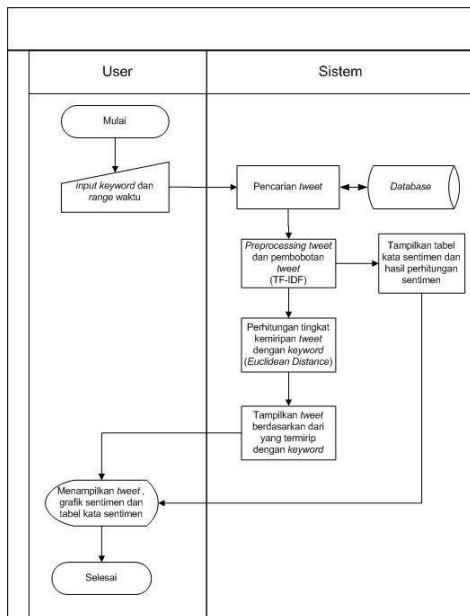 User
Sistem
Mulai
input keyword dan
range waktu
Pencarian tweet
Database
Preprocessing tweet
dan pembobotan
tweet
(TF-IDF)
Tampilkan tabel
kata sentimen dan
hasil perhitungan
sentimen
Perhitungan tingkat
kemiripan tweet
dengan keyword
(Euclidean Distance)
Tampilkan tweet
berdasarkan dari
yang termirip
dengan keyword
Menampilkan tweet ,
grafik sentimen dan
tabel kata sentimen
Selesai